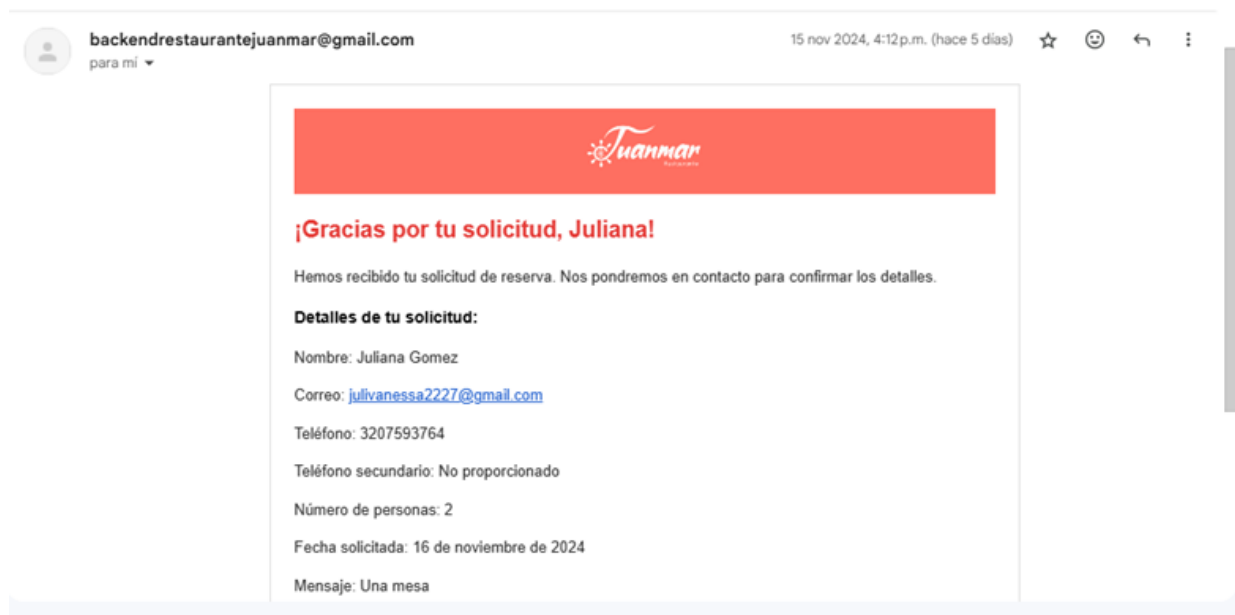 backendrestaurantejuanmar@gmail.com
15 nov 2024, 4:12 p.m. (hace 5 días)
para mí
Juanmar
¡Gracias por tu solicitud, Juliana!
Hemos recibido tu solicitud de reserva. Nos pondremos en contacto para confirmar los detalles.
Detalles de tu solicitud:
Nombre: Juliana Gomez
Correo: julivanessa2227@gmail.com
Teléfono: 3207593764
Teléfono secundario: No proporcionado
Número de personas: 2
Fecha solicitada: 16 de noviembre de 2024
Mensaje: Una mesa